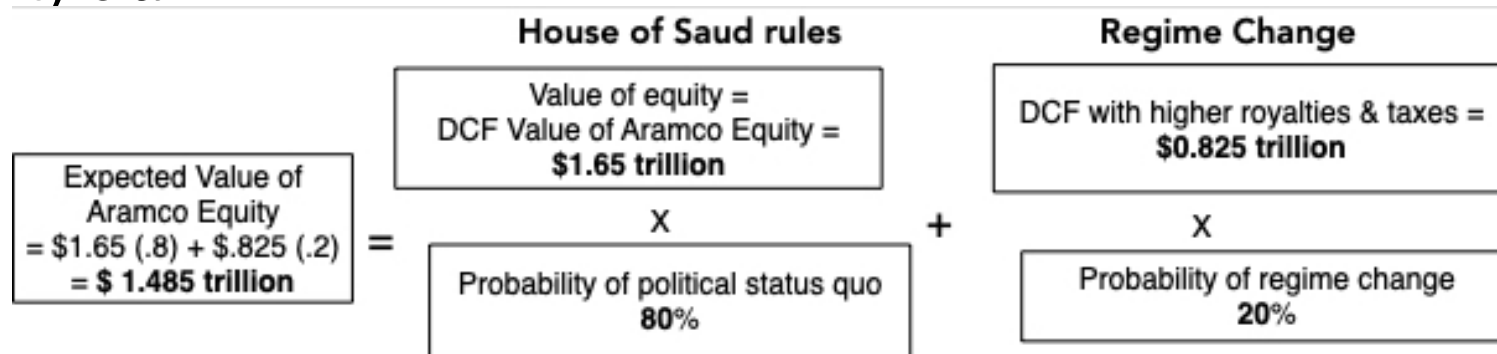 House of Saud rules
Regime Change
Value of equity =
DCF Value of Aramco Equity =
$1.65 trillion
DCF with higher royalties & taxes =
$0.825 trillion
Expected Value of
Aramco Equity
= $1.65 (.8) + $.825 (.2)
= $ 1.485 trillion
=
X
+
X
Probability of political status quo
80%
Probability of regime change
20%